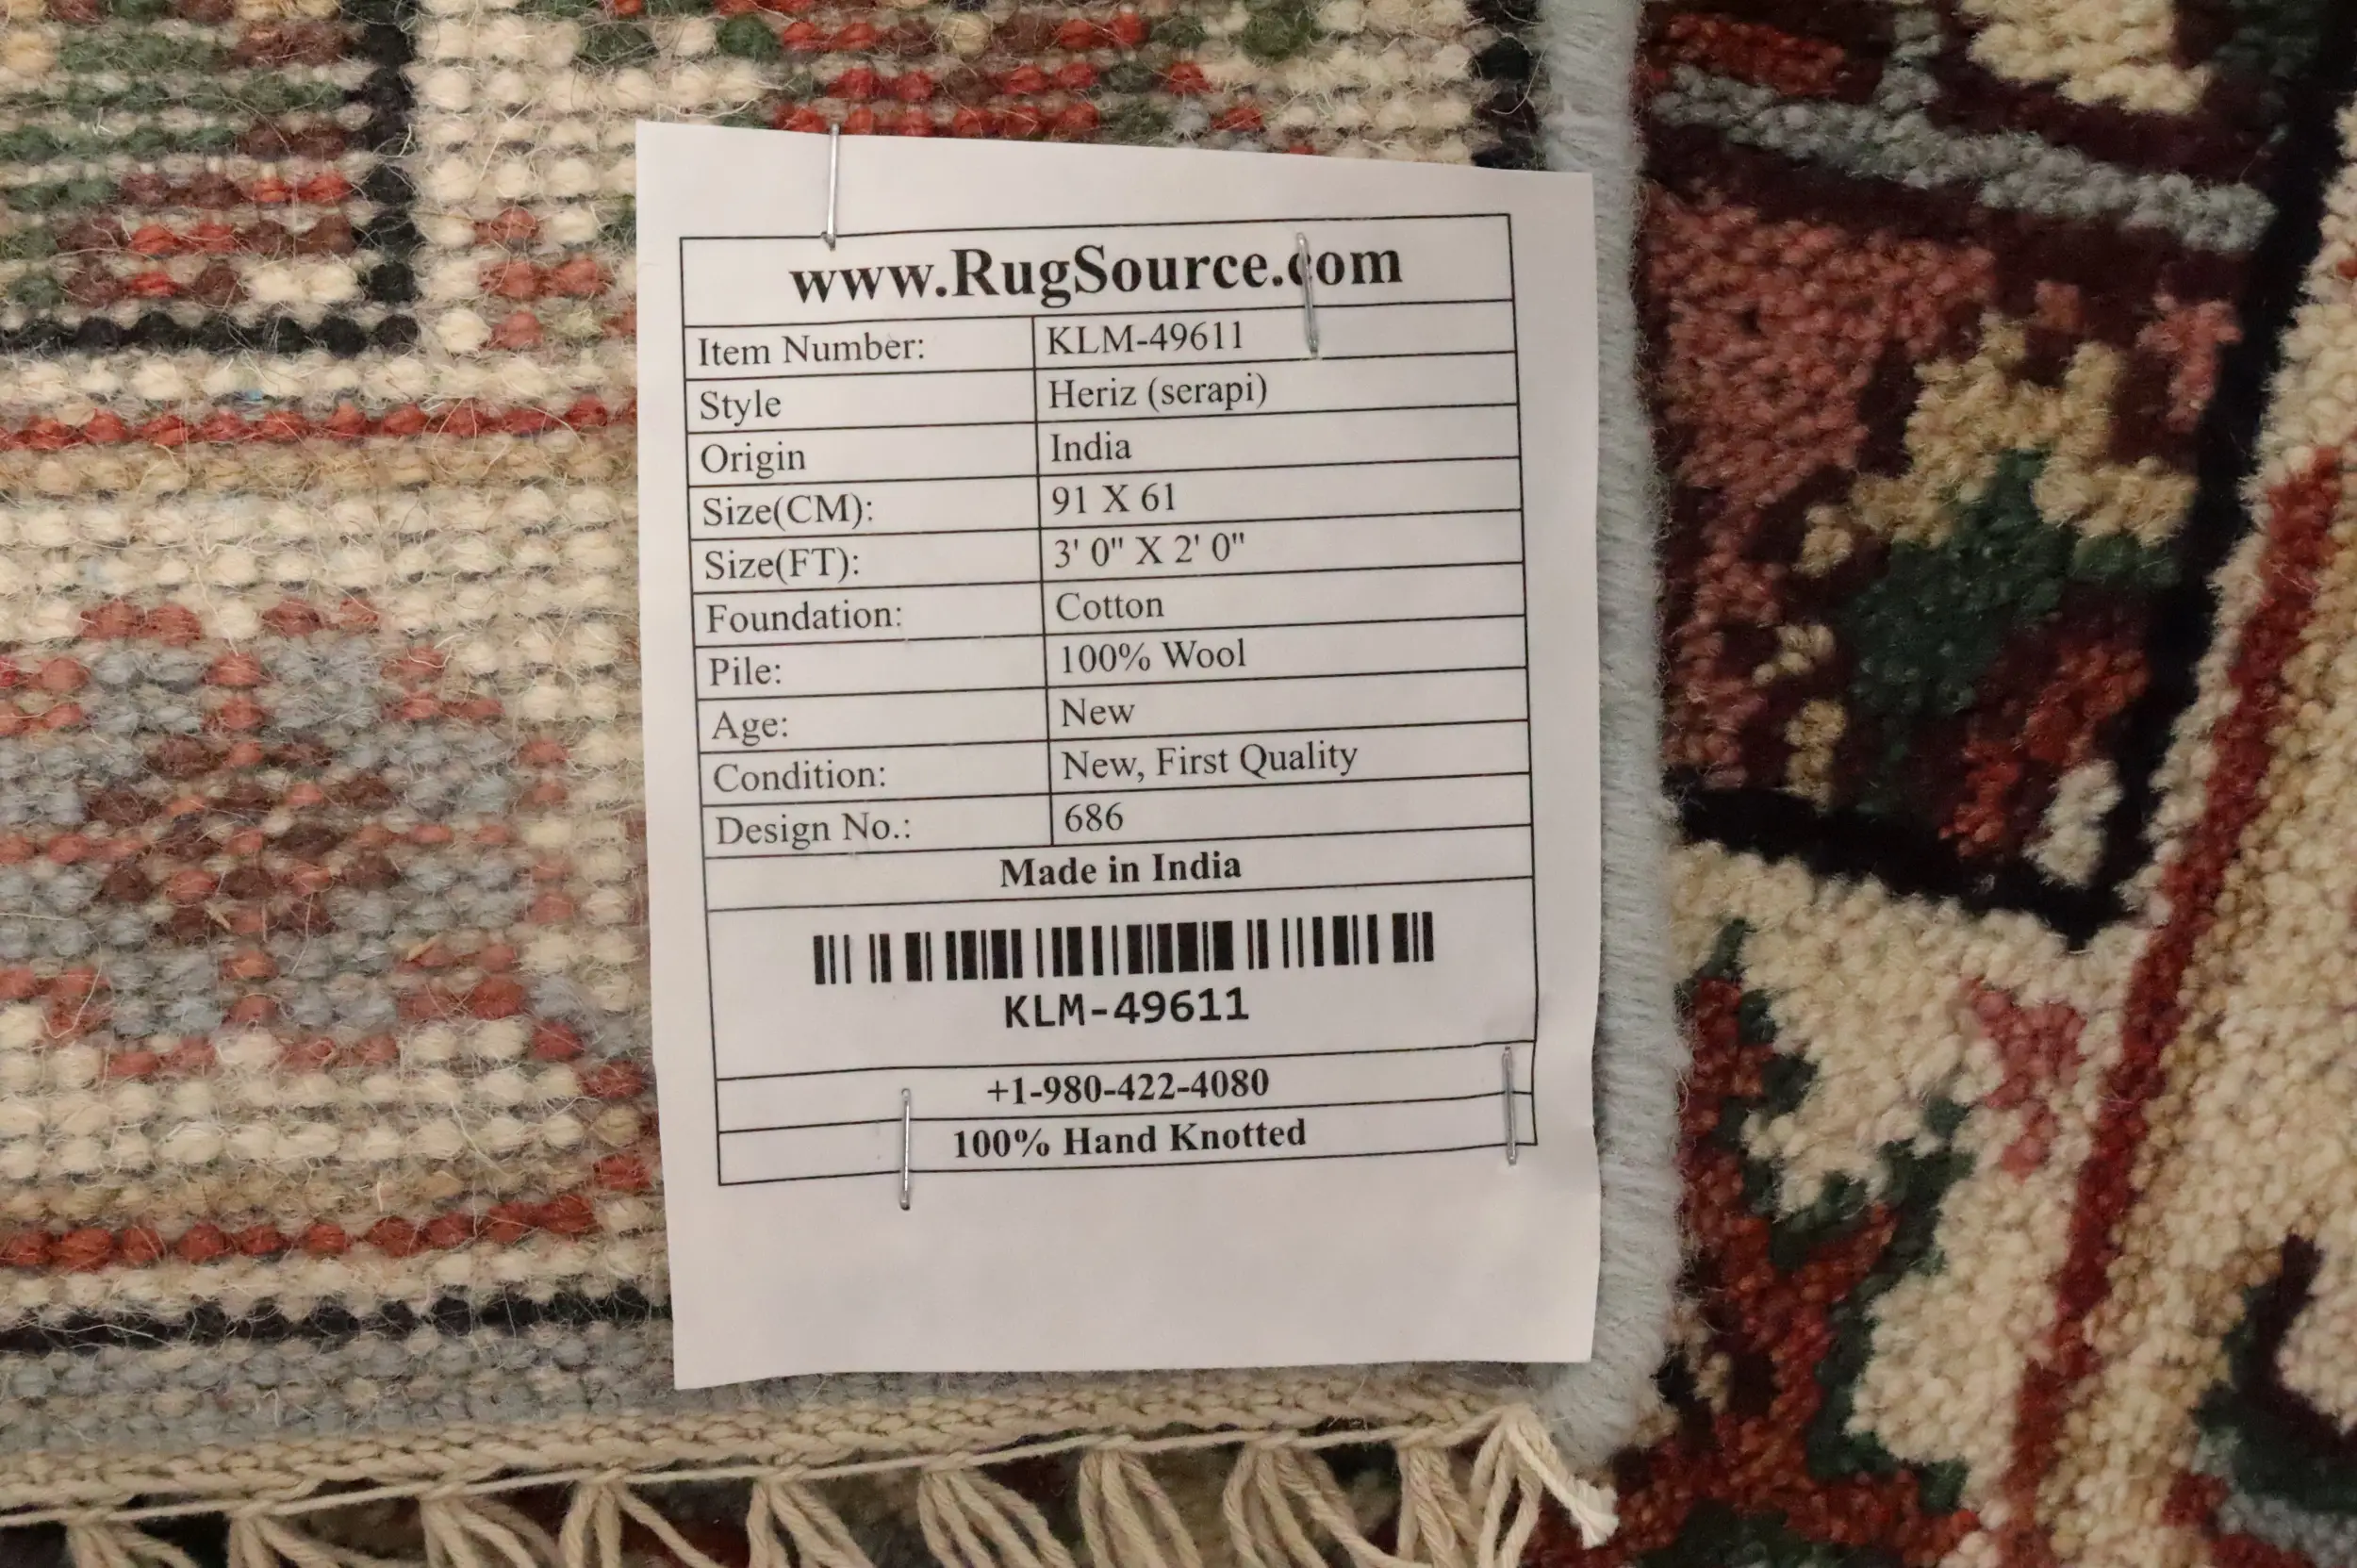 www.RugSource.com
Item Number: KLM-49611
Style Heriz (serapi)
Origin India
Size(CM): 91 X 61
Size(FT): 3' 0" X 2' 0"
Foundation: Cotton
Pile: 100% Wool
Age: New
Condition: New, First Quality
Design No.: 686
Made in India
KLM-49611
+1-980-422-4080
100% Hand Knotted